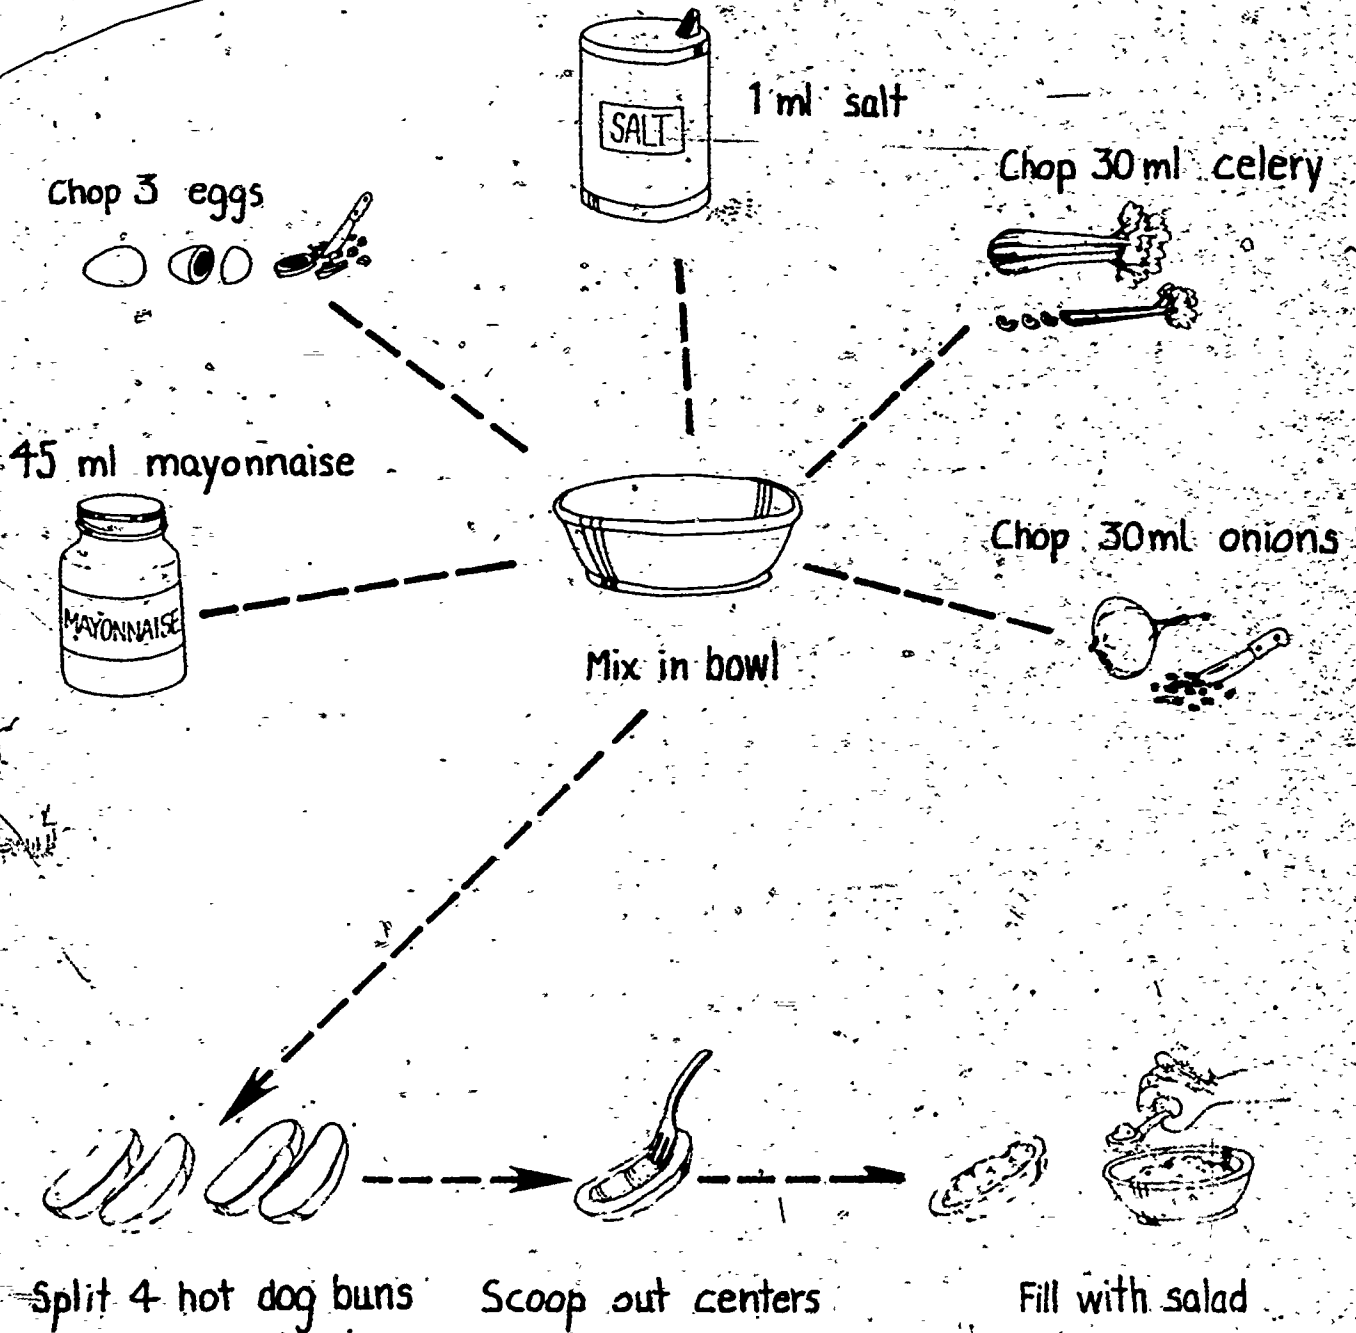 1 ml salt
SALT
Chop 30 ml celery
Chop 3 eggs
45 ml mayonnaise
MAYONNAISE
Chop 30 ml onions
Mix in bowl
Split 4 hot dog buns
Scoop out centers
Fill with salad